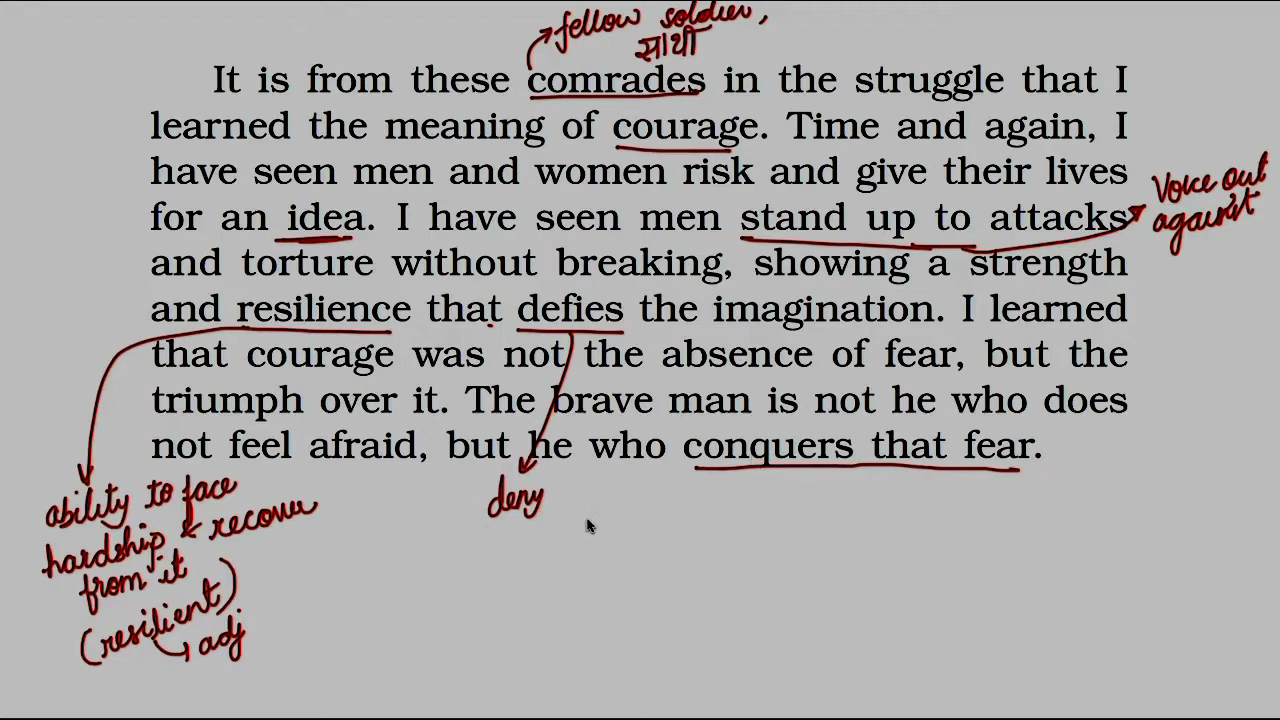 fellow soldier,
साथी
It is from these comrades in the struggle that I
learned the meaning of courage. Time and again, I
have seen men and women risk and give their lives
for an idea. I have seen men stand up to attacks
Voice out
against
and torture without breaking, showing a strength
and resilience that defies the imagination. I learned
that courage was not the absence of fear, but the
triumph over it. The brave man is not he who does
not feel afraid, but he who conquers that fear.
ability to face
hardship & recover
from it
(resilient)
adj
deny